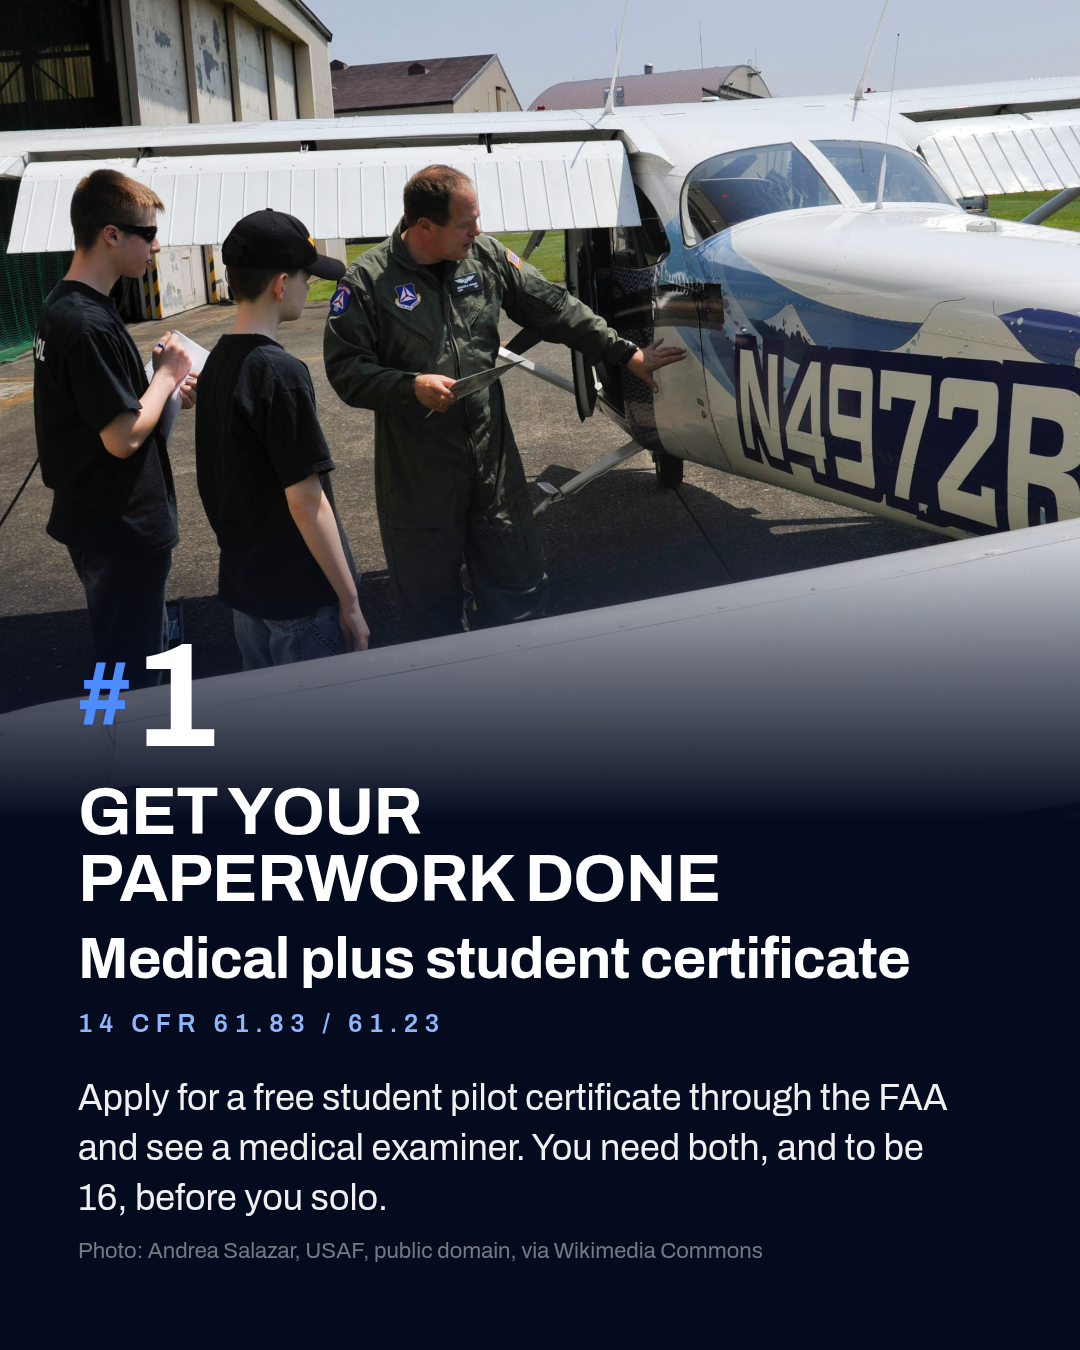 OL
N4972R
#1
GET YOUR
PAPERWORK DONE
Medical plus student certificate
14 CFR 61.83 / 61.23
Apply for a free student pilot certificate through the FAA
and see a medical examiner. You need both, and to be
16, before you solo.
Photo: Andrea Salazar, USAF, public domain, via Wikimedia Commons